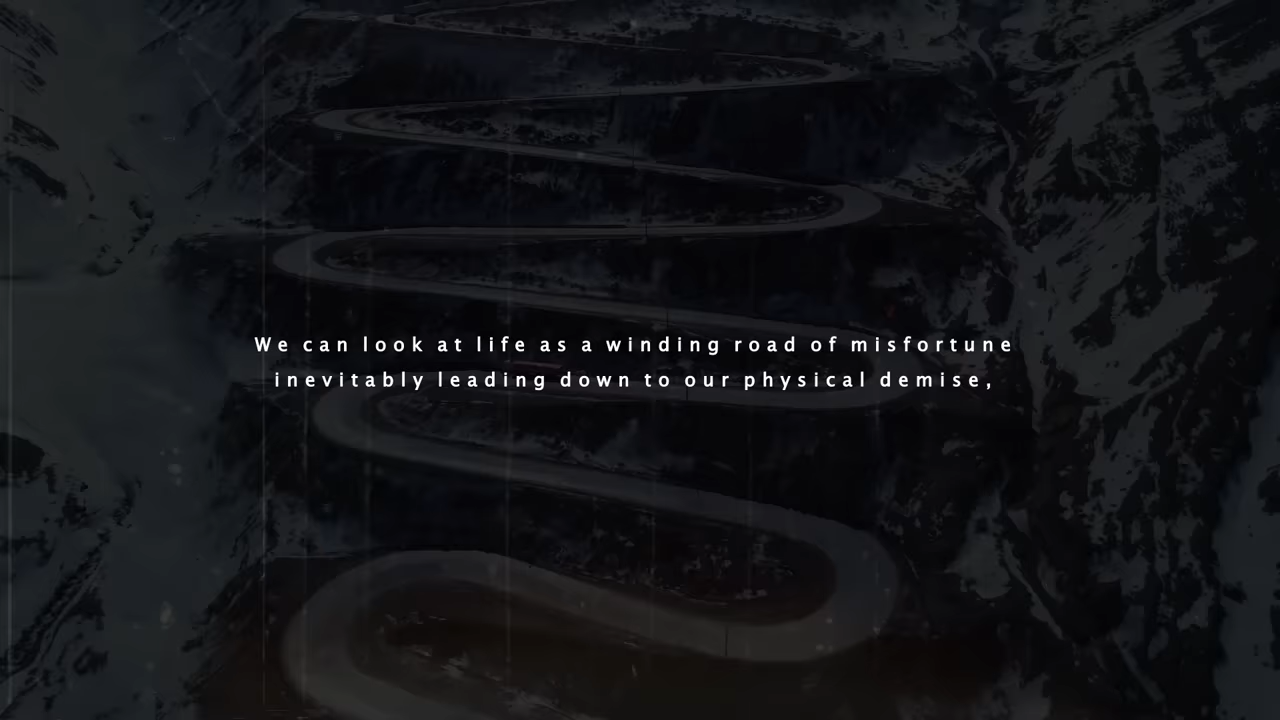 We can look at life as a winding road of misfortune
inevitably leading down to our physical demise,